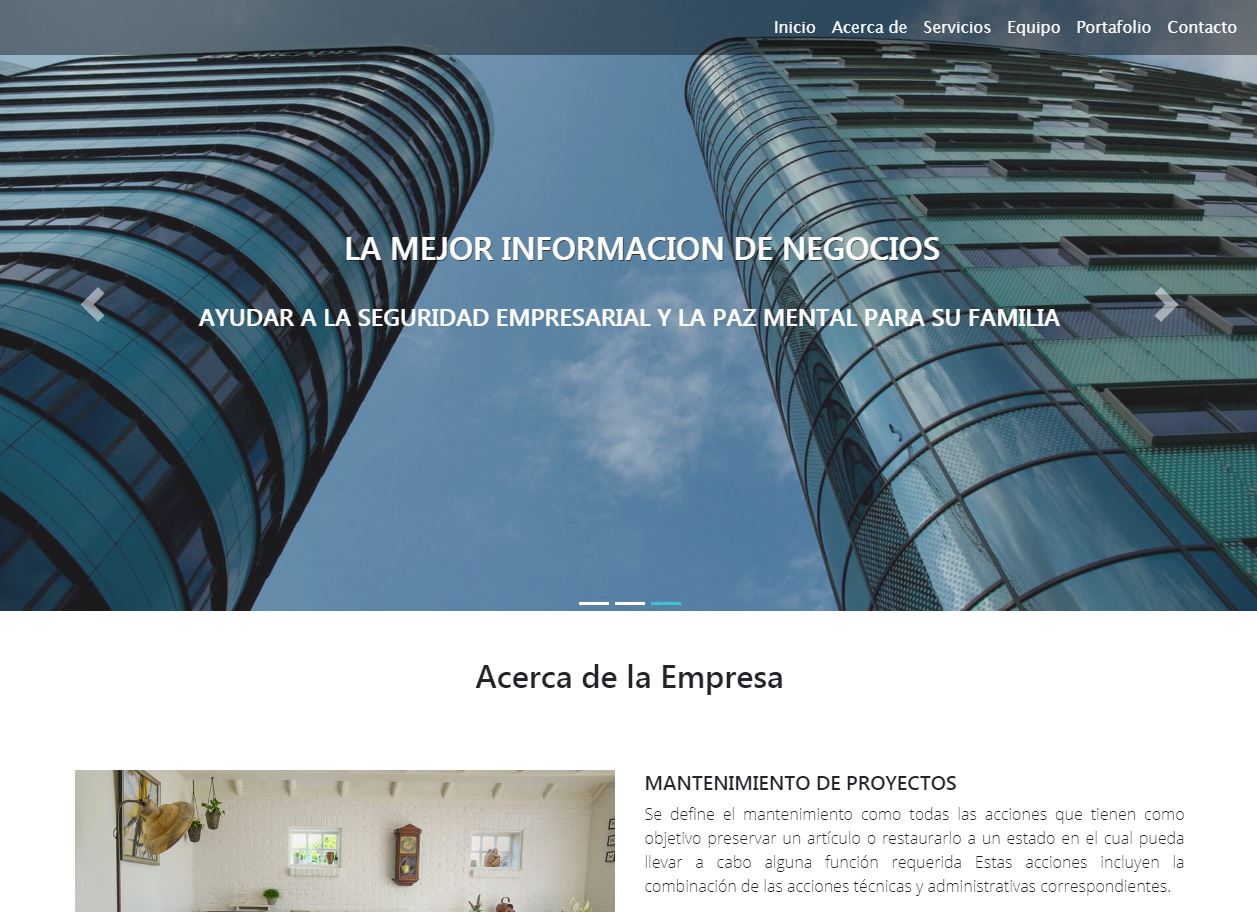 Inicio Acerca de Servicios Equipo Portafolio Contacto
ARCADIS
LA MEJOR INFORMACION DE NEGOCIOS
AYUDAR A LA SEGURIDAD EMPRESARIAL Y LA PAZ MENTAL PARA SU FAMILIA
Acerca de la Empresa
MANTENIMIENTO DE PROYECTOS
Se define el mantenimiento como todas las acciones que tienen como
objetivo preservar un artículo o restaurarlo a un estado en el cual pueda
llevar a cabo alguna función requerida Estas acciones incluyen la
combinación de las acciones técnicas y administrativas correspondientes.